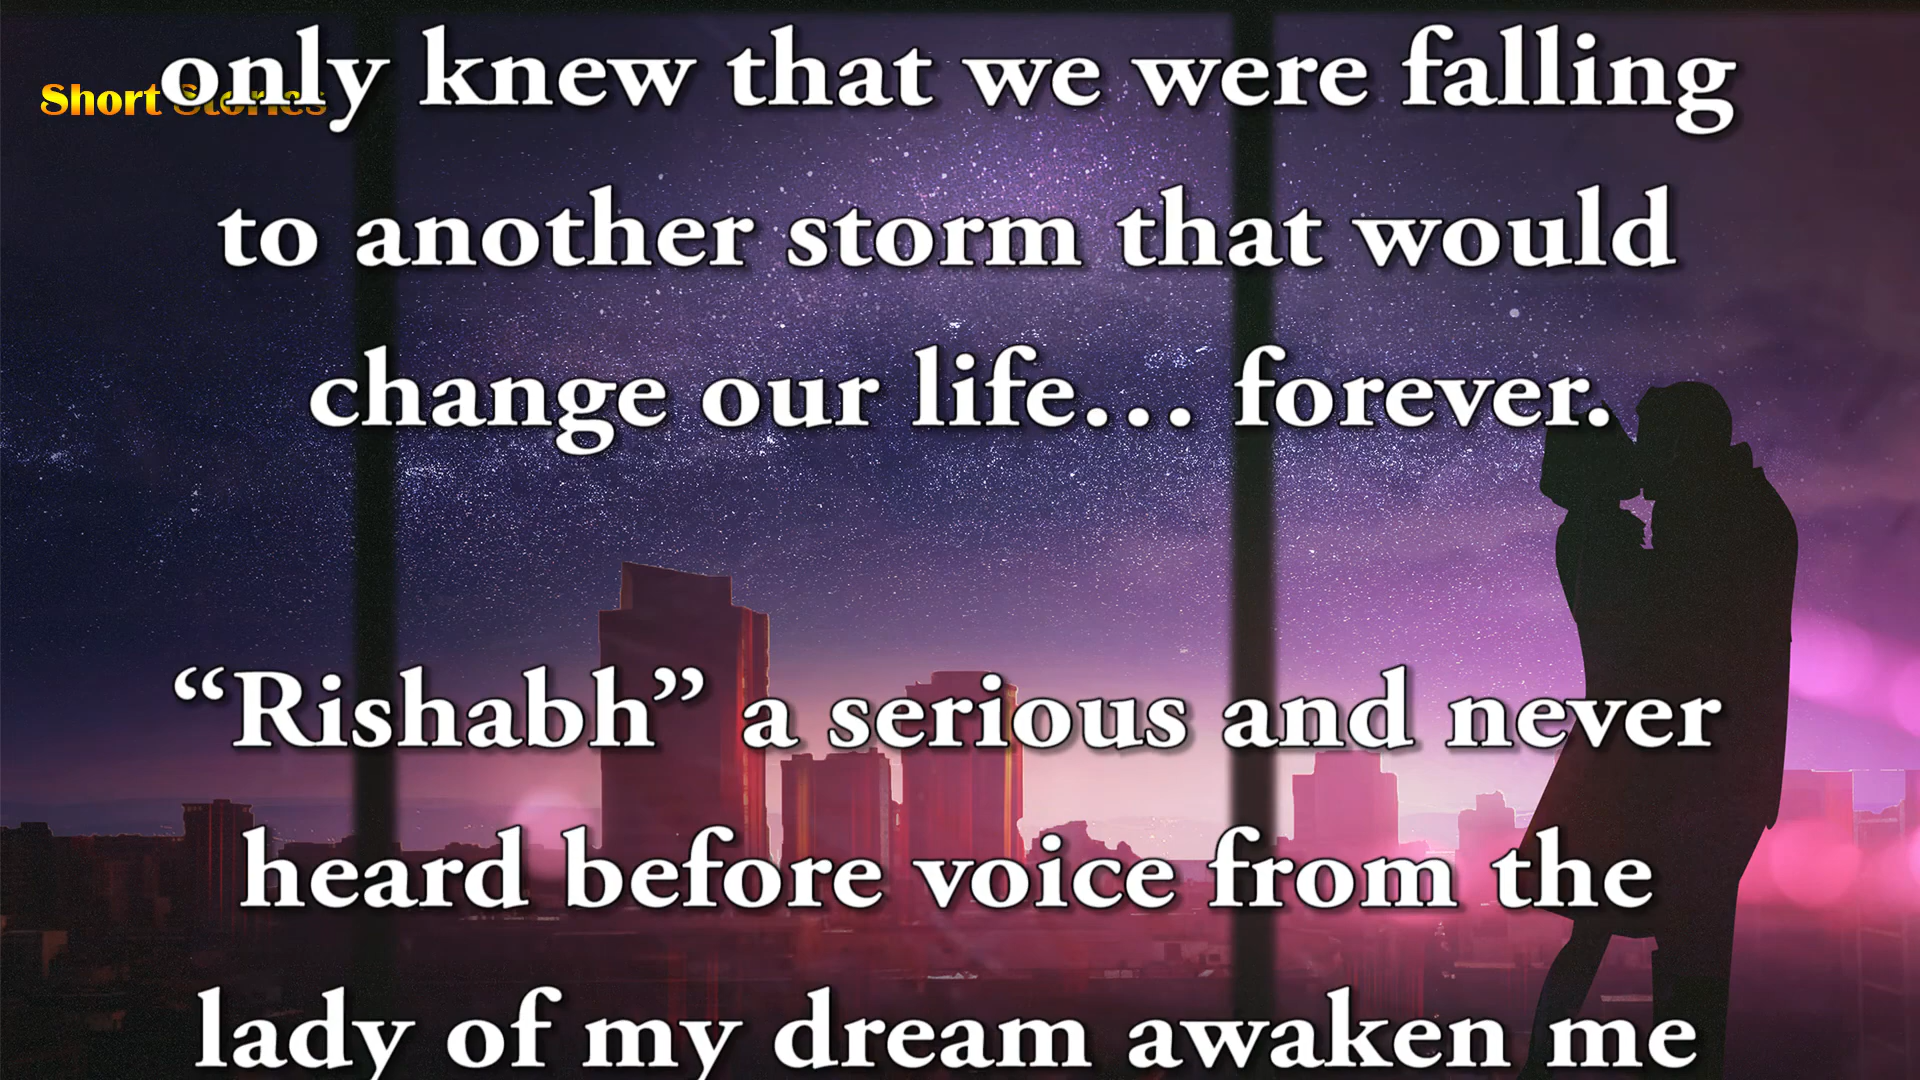 only knew that we were falling
Short Stories
to another storm that would
change our life… forever.
“Rishabh” a serious and never
heard before voice from the
lady of my dream awaken me